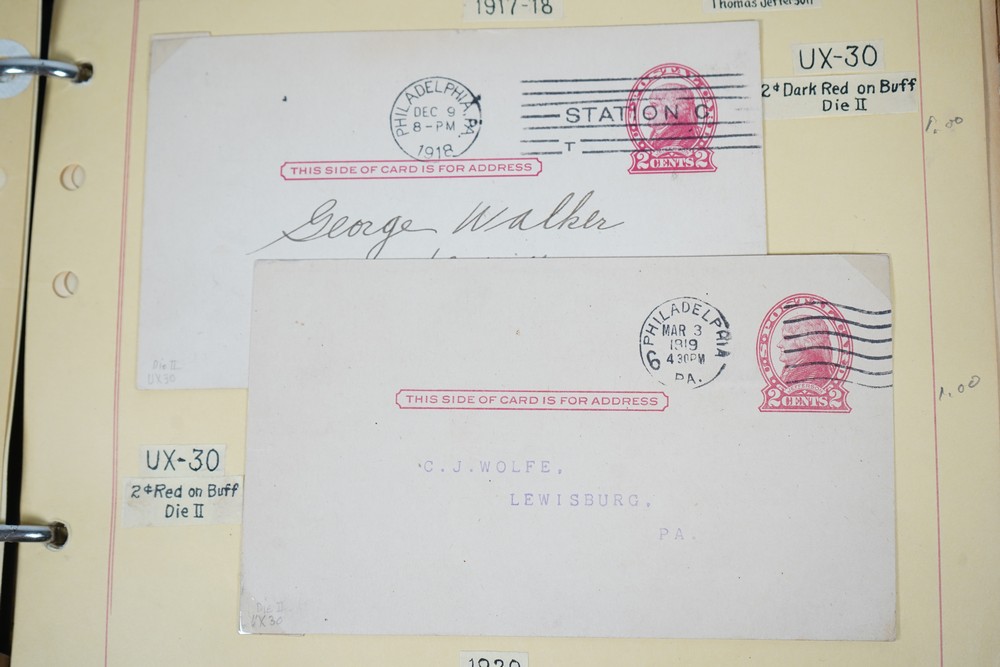 1917-18
Thomas Jefferson
UX-30
2¢ Dark Red on Buff
Die II
1.00
PHILADELPHIA, PA.
DEC 9
8-PM
1918
STATION C
T
2 CENTS 2
THIS SIDE OF CARD IS FOR ADDRESS
George Walker
Die II
UX30
PHILADELPHIA
MAR 3
1919
4 30PM
6
PA.
JEFFERSON
2 CENTS 2
THIS SIDE OF CARD IS FOR ADDRESS
1.00
UX-30
2¢ Red on Buff
Die II
C.J.WOLFE,
LEWISBURG,
PA.
Die II
UX30
1920